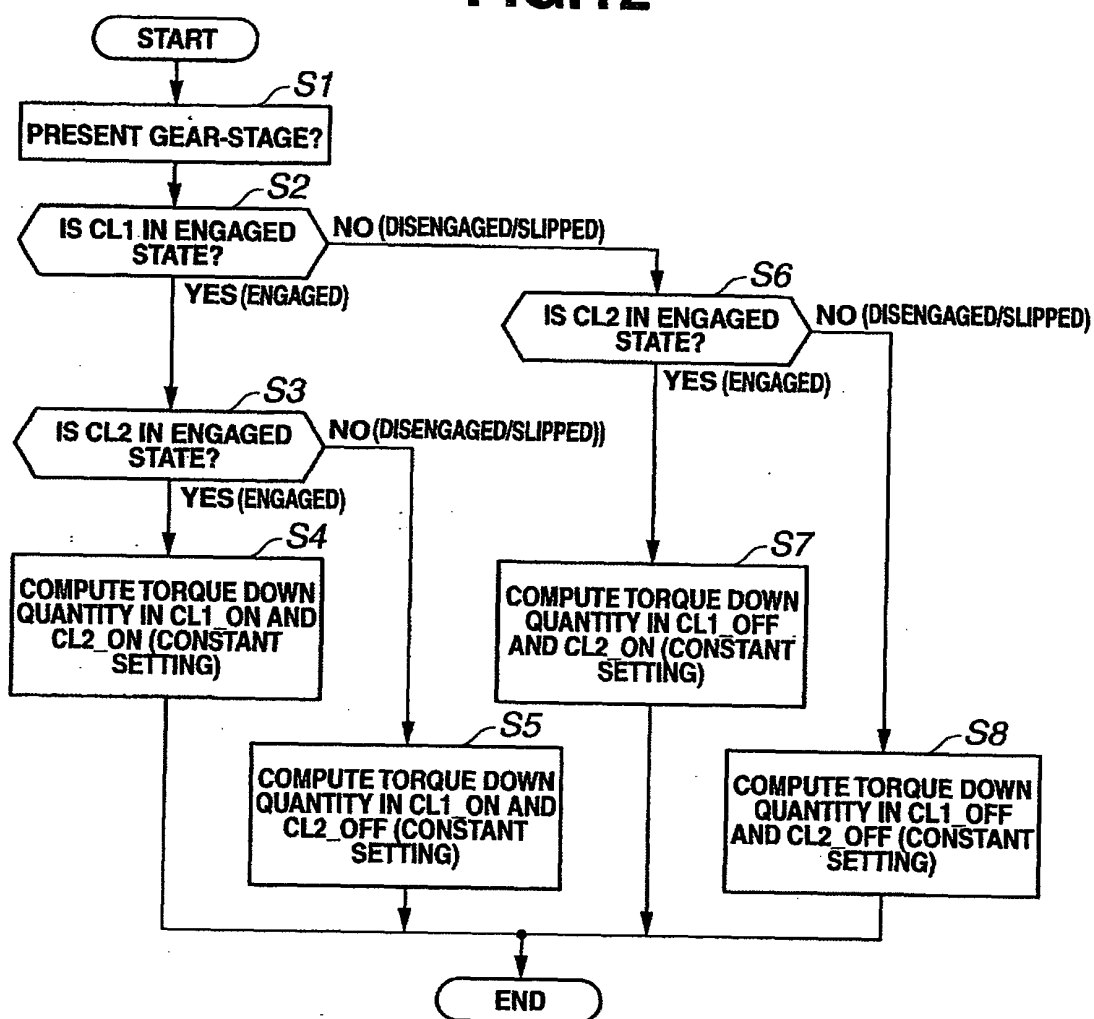 START
S1
PRESENT GEAR-STAGE?
S2
IS CL1 IN ENGAGED
STATE?
NO (DISENGAGED/SLIPPED)
YES (ENGAGED)
S6
IS CL2 IN ENGAGED
STATE?
NO (DISENGAGED/SLIPPED)
YES (ENGAGED)
S3
IS CL2 IN ENGAGED
STATE?
NO (DISENGAGED/SLIPPED))
YES (ENGAGED)
S4
COMPUTE TORQUE DOWN
QUANTITY IN CL1_ON AND
CL2_ON (CONSTANT
SETTING)
S7
COMPUTE TORQUE DOWN
QUANTITY IN CL1_OFF
AND CL2_ON (CONSTANT
SETTING)
S5
COMPUTE TORQUE DOWN
QUANTITY IN CL1_ON AND
CL2_OFF (CONSTANT
SETTING)
S8
COMPUTE TORQUE DOWN
QUANTITY IN CL1_OFF
AND CL2_OFF (CONSTANT
SETTING)
END